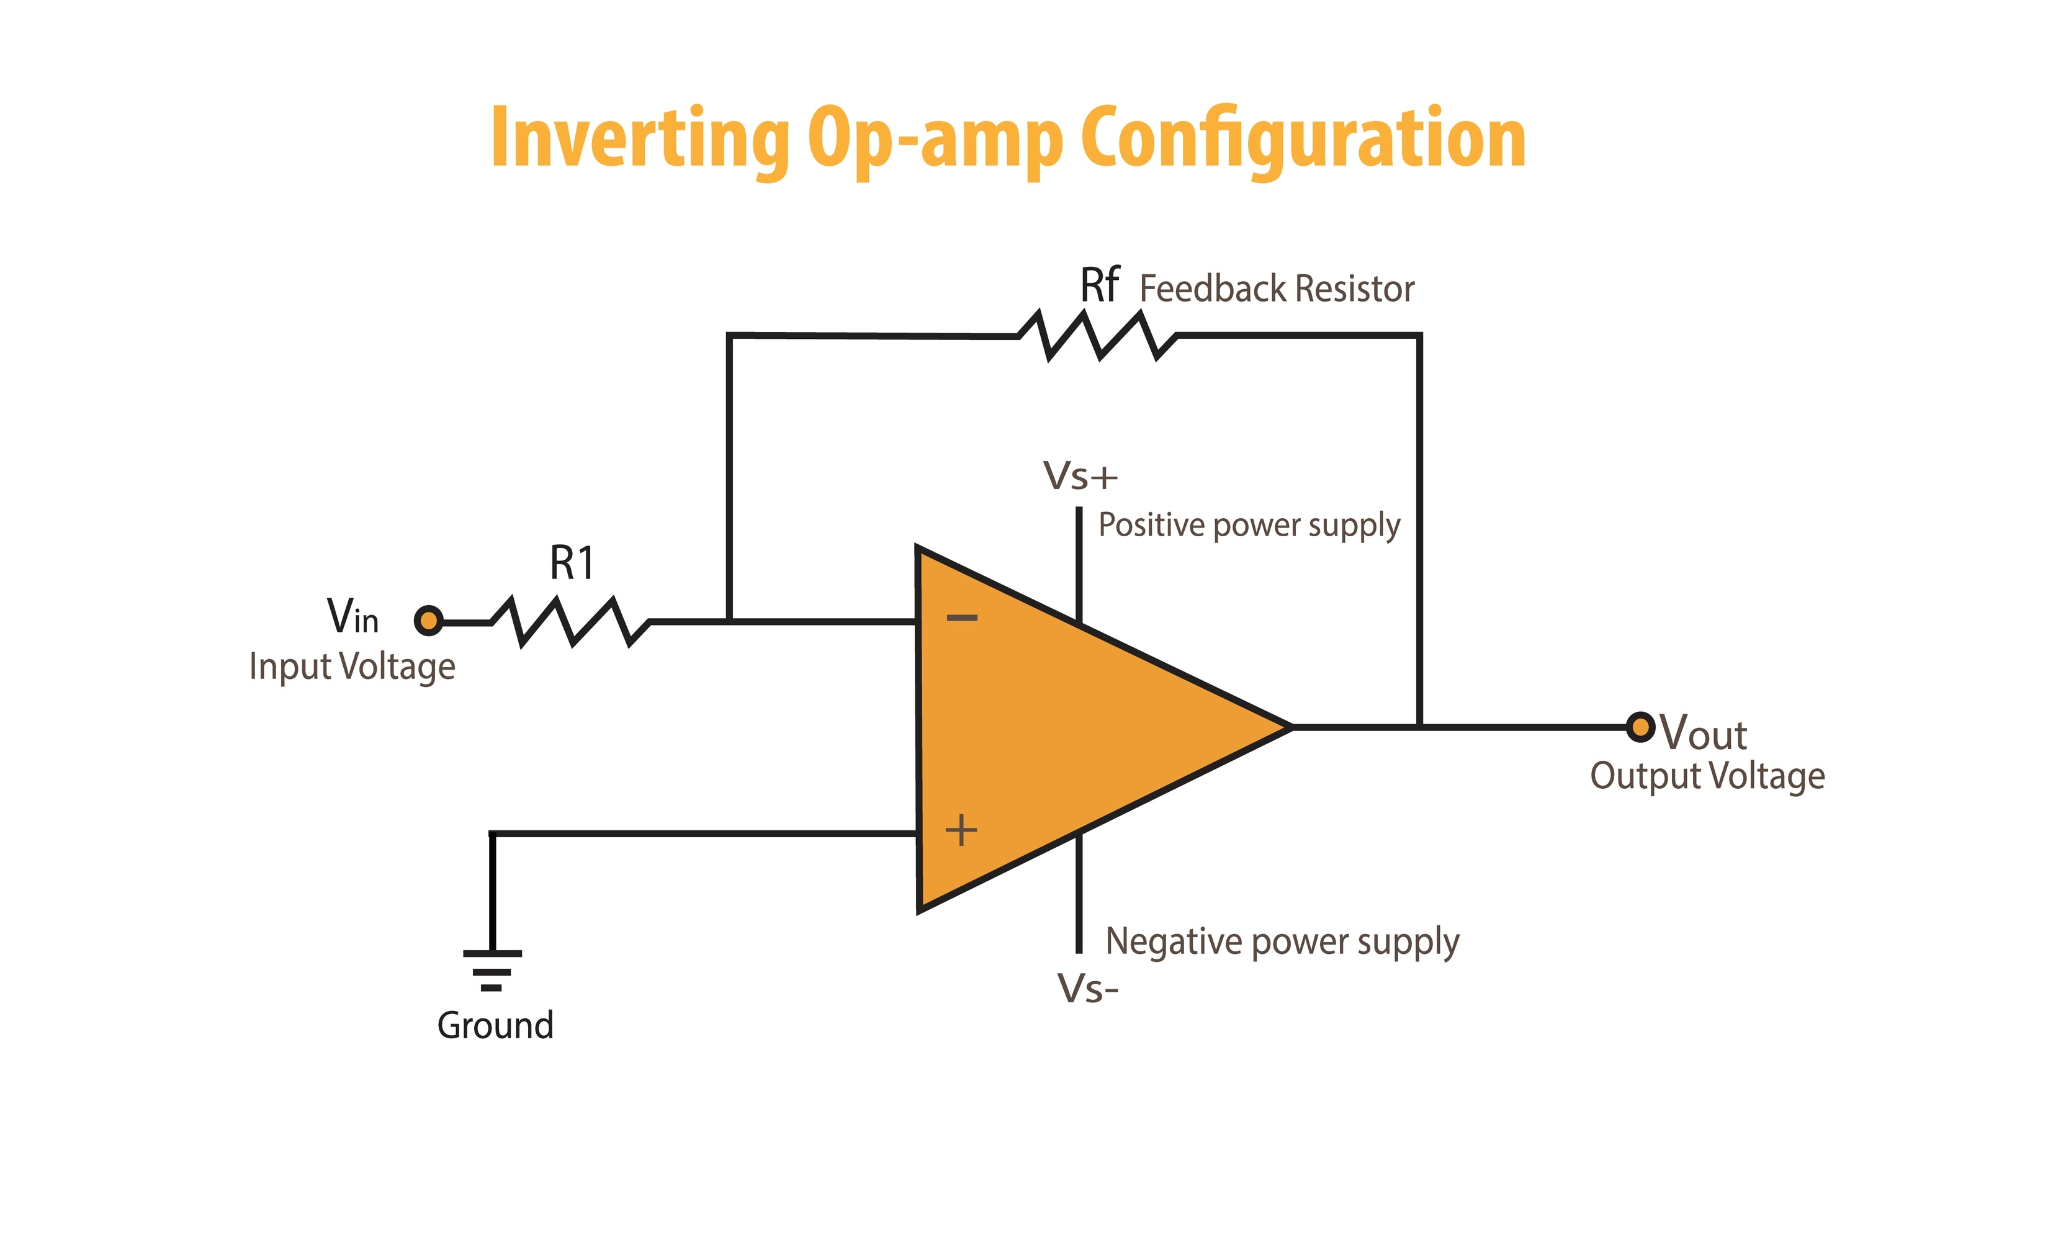 Inverting Op-amp Configuration
Rf Feedback Resistor
Vs+
Positive power supply
R1
Vin
Input Voltage
−
+
Vout
Output Voltage
Negative power supply
Vs-
Ground